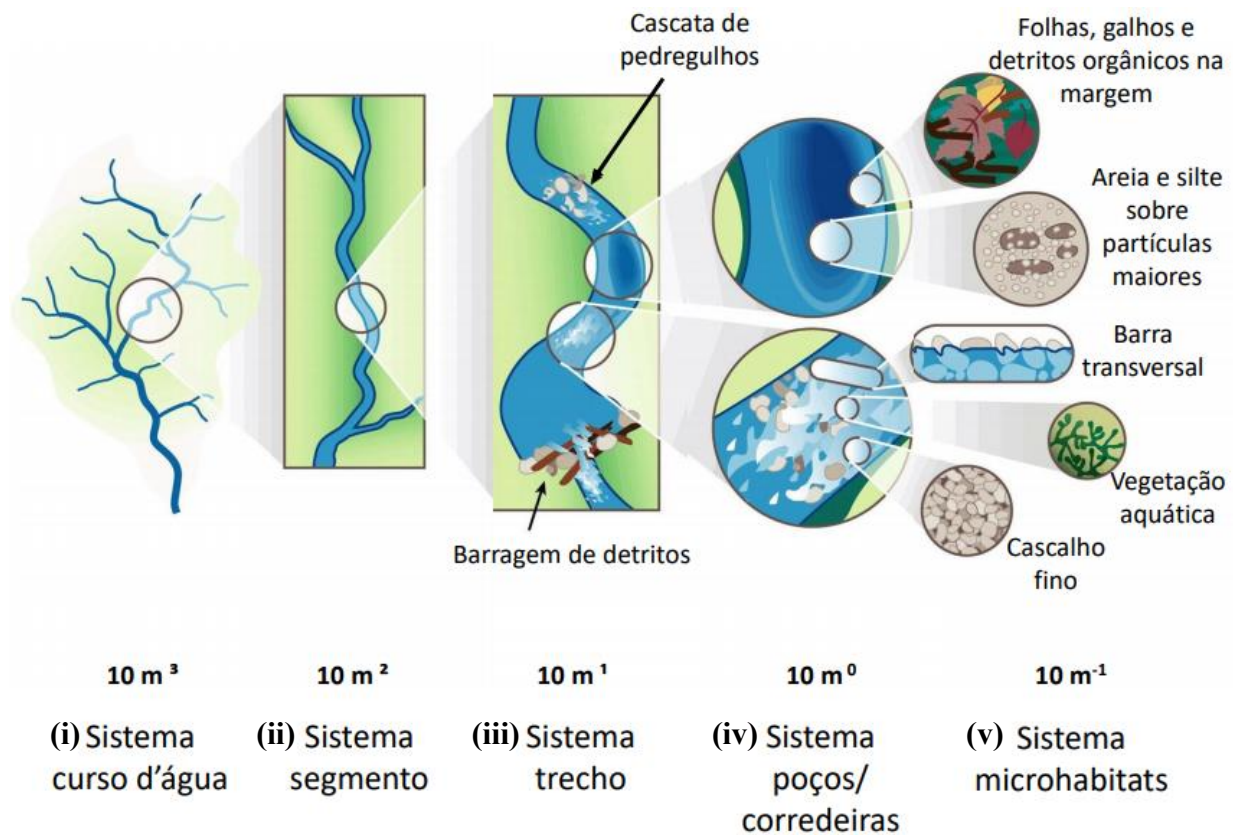 Cascata de
pedregulhos
Folhas, galhos e
detritos orgânicos na
margem
Areia e silte
sobre
partículas
maiores
Barra
transversal
Vegetação
aquática
Cascalho
fino
Barragem de detritos
10 m ³
10 m ²
10 m ¹
10 m ⁰
10 m⁻¹
(i) Sistema
curso d’água
(ii) Sistema
segmento
(iii) Sistema
trecho
(iv) Sistema
poços/
corredeiras
(v) Sistema
microhabitats